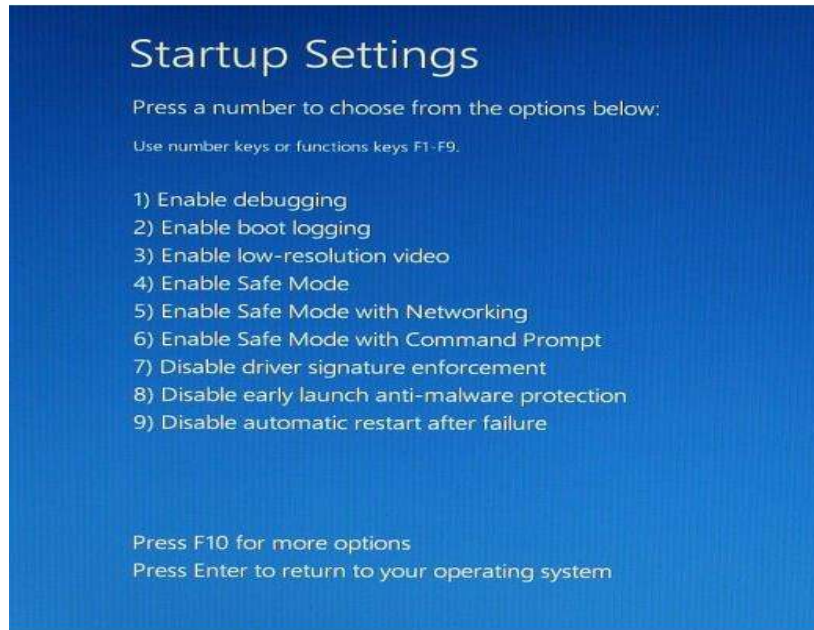 Startup Settings
Press a number to choose from the options below:
Use number keys or functions keys F1-F9.
1) Enable debugging
2) Enable boot logging
3) Enable low-resolution video
4) Enable Safe Mode
5) Enable Safe Mode with Networking
6) Enable Safe Mode with Command Prompt
7) Disable driver signature enforcement
8) Disable early launch anti-malware protection
9) Disable automatic restart after failure
Press F10 for more options
Press Enter to return to your operating system